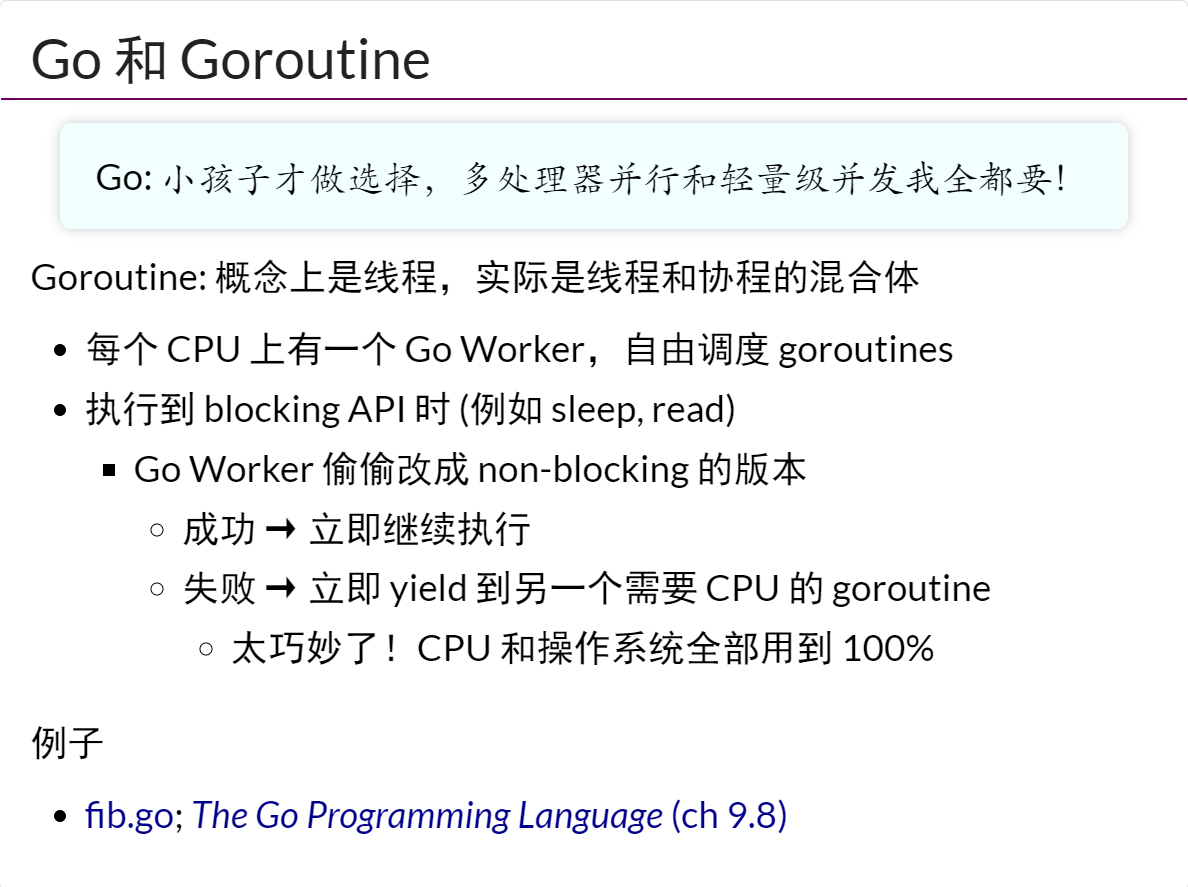 Go 和 Goroutine
Go: 小孩子才做选择，多处理器并行和轻量级并发我全都要!
Goroutine: 概念上是线程，实际是线程和协程的混合体
• 每个 CPU 上有一个 Go Worker，自由调度 goroutines
• 执行到 blocking API 时 (例如 sleep, read)
▪ Go Worker 偷偷改成 non-blocking 的版本
◦ 成功 → 立即继续执行
◦ 失败 → 立即 yield 到另一个需要 CPU 的 goroutine
◦ 太巧妙了！CPU 和操作系统全部用到 100%
例子
• fib.go; The Go Programming Language (ch 9.8)